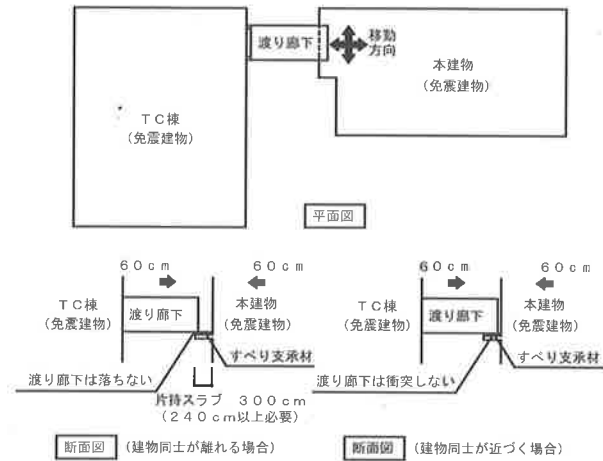 渡り廊下
移動
方向
本建物
(免震建物)
TC棟
(免震建物)
平面図
60cm
60cm
TC棟
(免震建物)
渡り廊下
本建物
(免震建物)
すべり支承材
渡り廊下は落ちない
片持スラブ 300cm
(240cm以上必要)
断面図 (建物同士が離れる場合)
60cm
60cm
TC棟
(免震建物)
渡り廊下
本建物
(免震建物)
すべり支承材
渡り廊下は衝突しない
断面図 (建物同士が近づく場合)